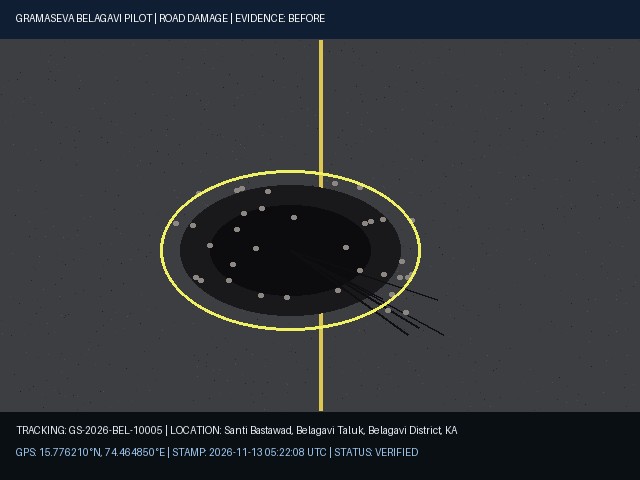 GRAMASEVA BELAGAVI PILOT | ROAD DAMAGE | EVIDENCE: BEFORE
TRACKING: GS-2026-BEL-10005 | LOCATION: Santi Bastawad, Belagavi Taluk, Belagavi District, KA
GPS: 15.776210°N, 74.464850°E | STAMP: 2026-11-13 05:22:08 UTC | STATUS: VERIFIED